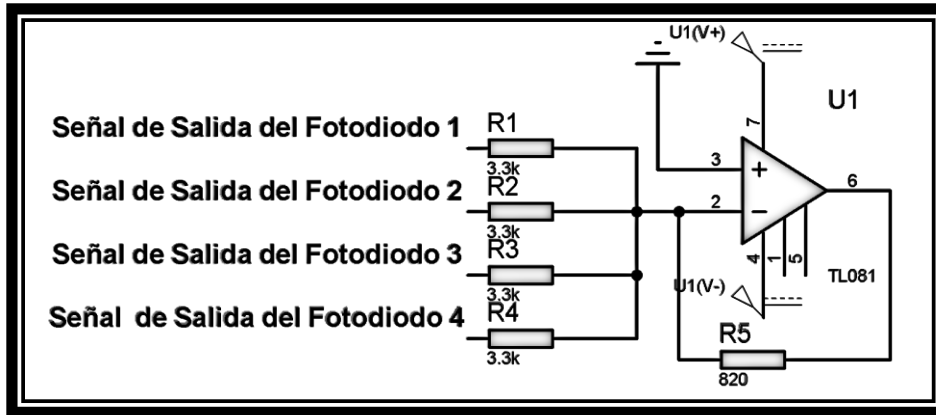 U1(V+)
U1
Señal de Salida del Fotodiodo 1
R1
3.3k
7
3
+
6
Señal de Salida del Fotodiodo 2
R2
3.3k
2
−
Señal de Salida del Fotodiodo 3
R3
3.3k
4
1
5
TL081
U1(V-)
Señal de Salida del Fotodiodo 4
R4
3.3k
R5
820